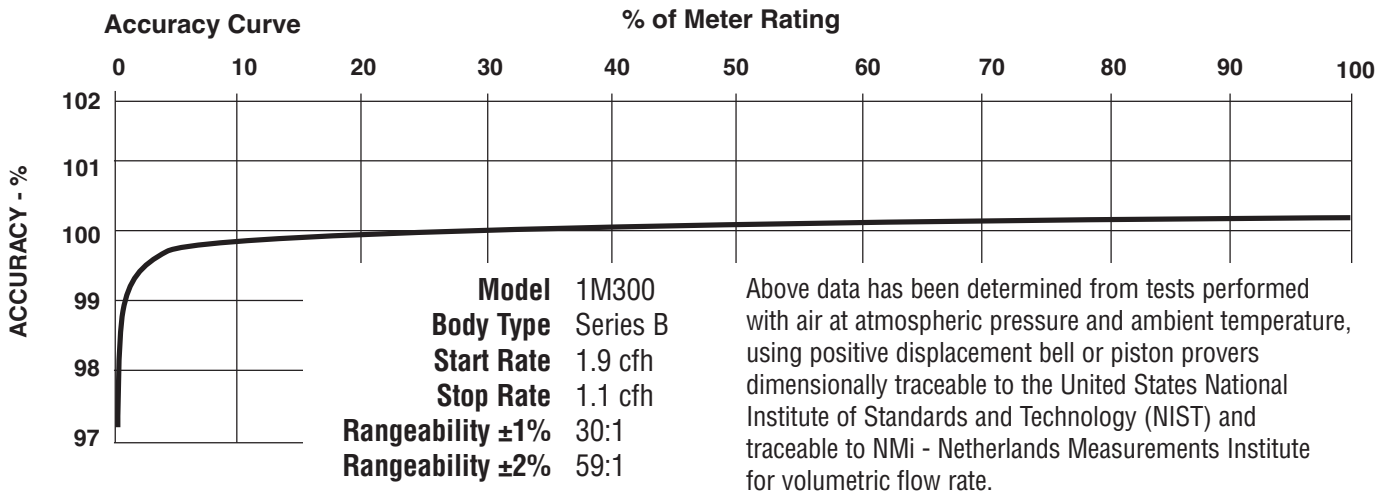 Accuracy Curve
% of Meter Rating
0 10 20 30 40 50 60 70 80 90 100
102
101
100
99
98
97
ACCURACY - %
Model 1M300
Body Type Series B
Start Rate 1.9 cfh
Stop Rate 1.1 cfh
Rangeability ±1% 30:1
Rangeability ±2% 59:1
Above data has been determined from tests performed
with air at atmospheric pressure and ambient temperature,
using positive displacement bell or piston provers
dimensionally traceable to the United States National
Institute of Standards and Technology (NIST) and
traceable to NMi - Netherlands Measurements Institute
for volumetric flow rate.